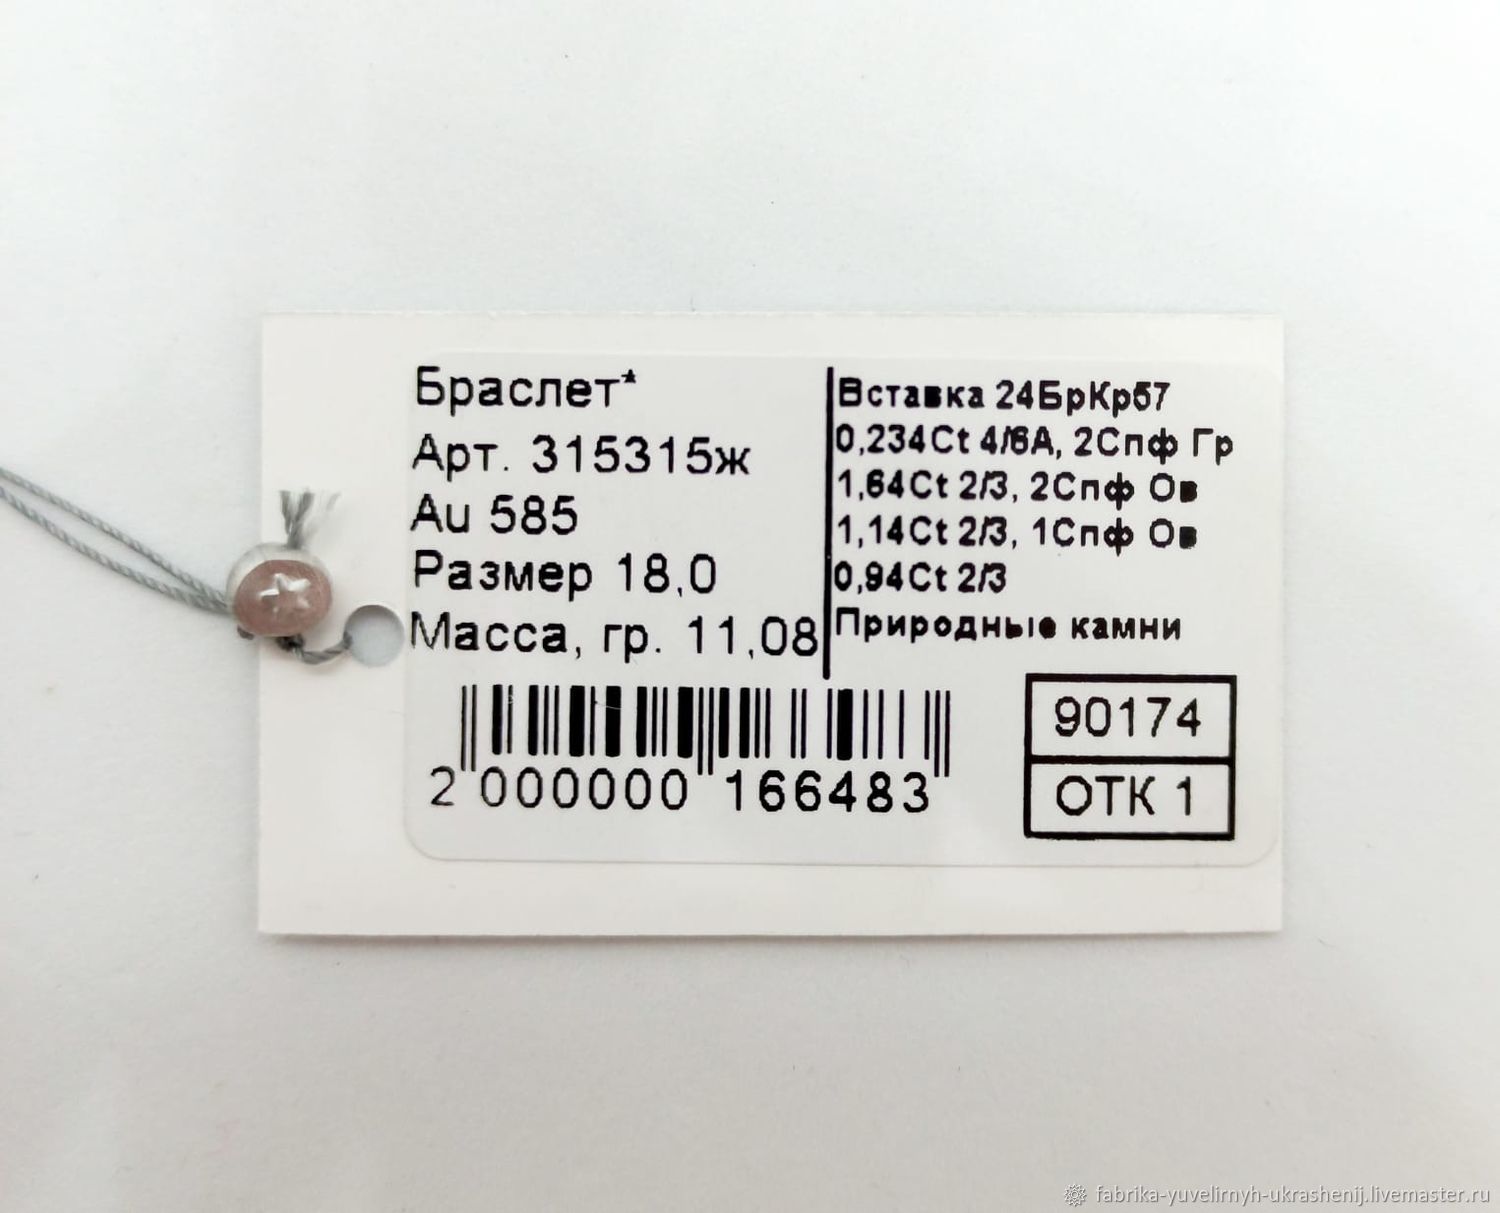 Браслет*
Арт. 315315ж
Au 585
Размер 18,0
Масса, гр. 11,08
Вставка 24БрКр57
0,234Ct 4/6А, 2Спф Гр
1,64Ct 2/3, 2Спф Ов
1,14Ct 2/3, 1Спф Ов
0,94Ct 2/3
Природные камни
2 000000 166483
90174
ОТК 1
fabrika-yuvelirnyh-ukrashenij.livemaster.ru